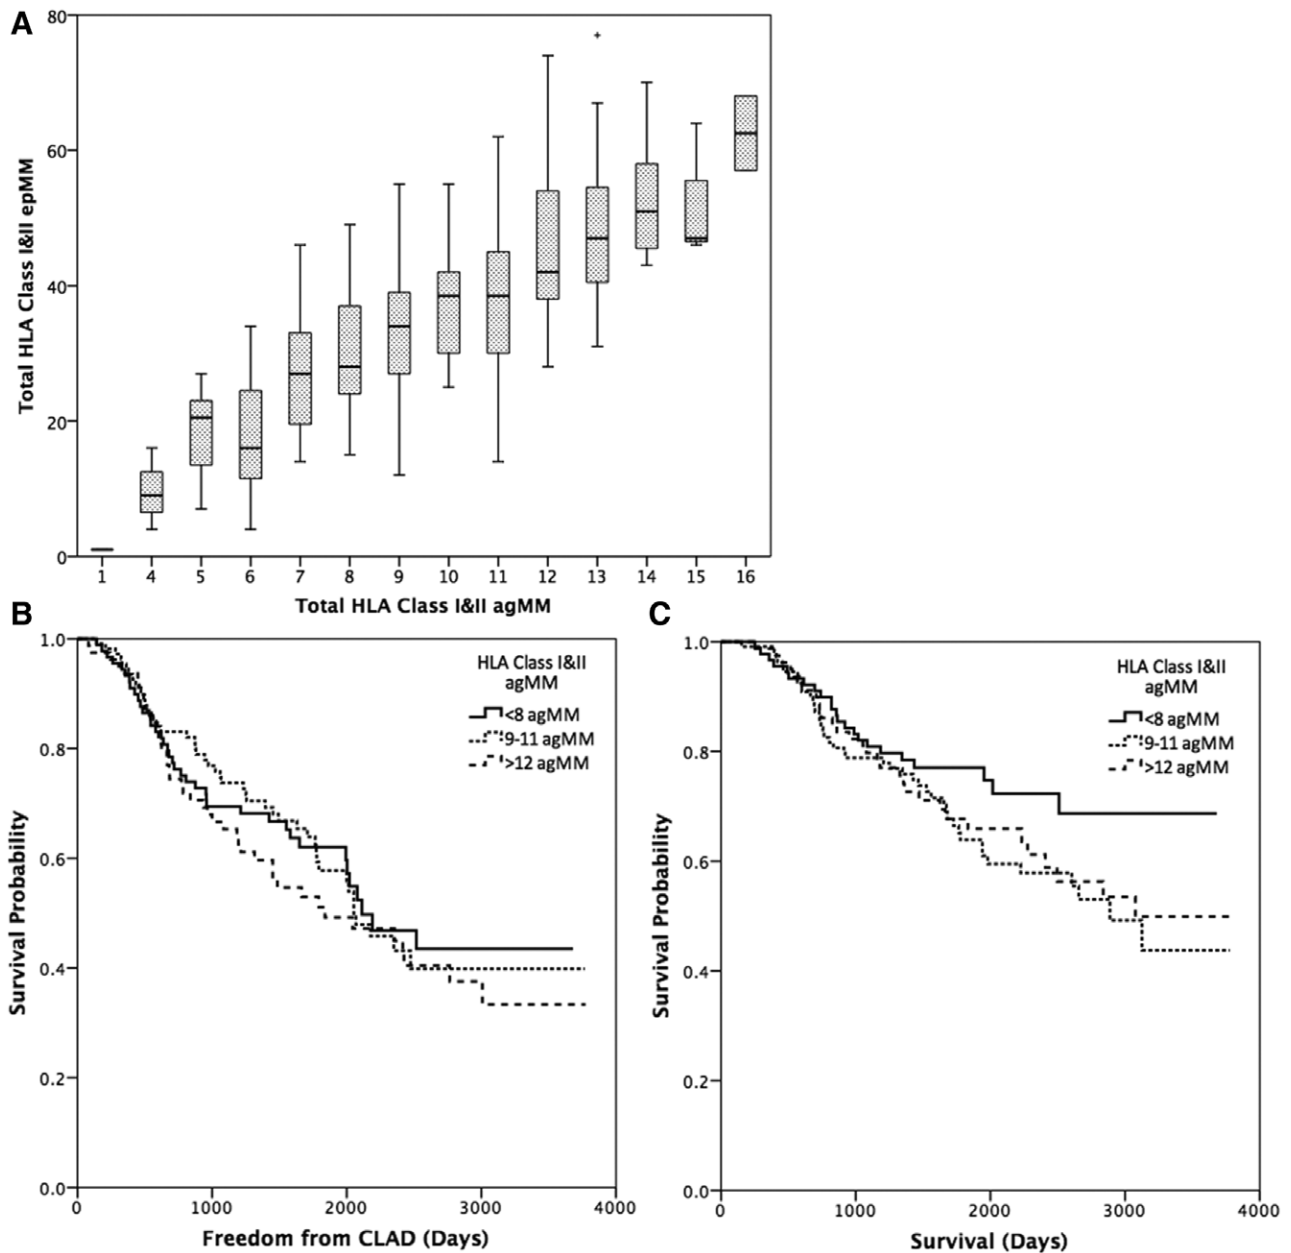 A
80
60
40
20
0
Total HLA Class I&II epMM
1 4 5 6 7 8 9 10 11 12 13 14 15 16
Total HLA Class I&II agMM
B
1.0
0.8
0.6
0.4
0.2
0.0
Survival Probability
HLA Class I&II
agMM
<8 agMM
9-11 agMM
>12 agMM
0 1000 2000 3000 4000
Freedom from CLAD (Days)
C
1.0
0.8
0.6
0.4
0.2
0.0
Survival Probability
HLA Class I&II
agMM
<8 agMM
9-11 agMM
>12 agMM
0 1000 2000 3000 4000
Survival (Days)